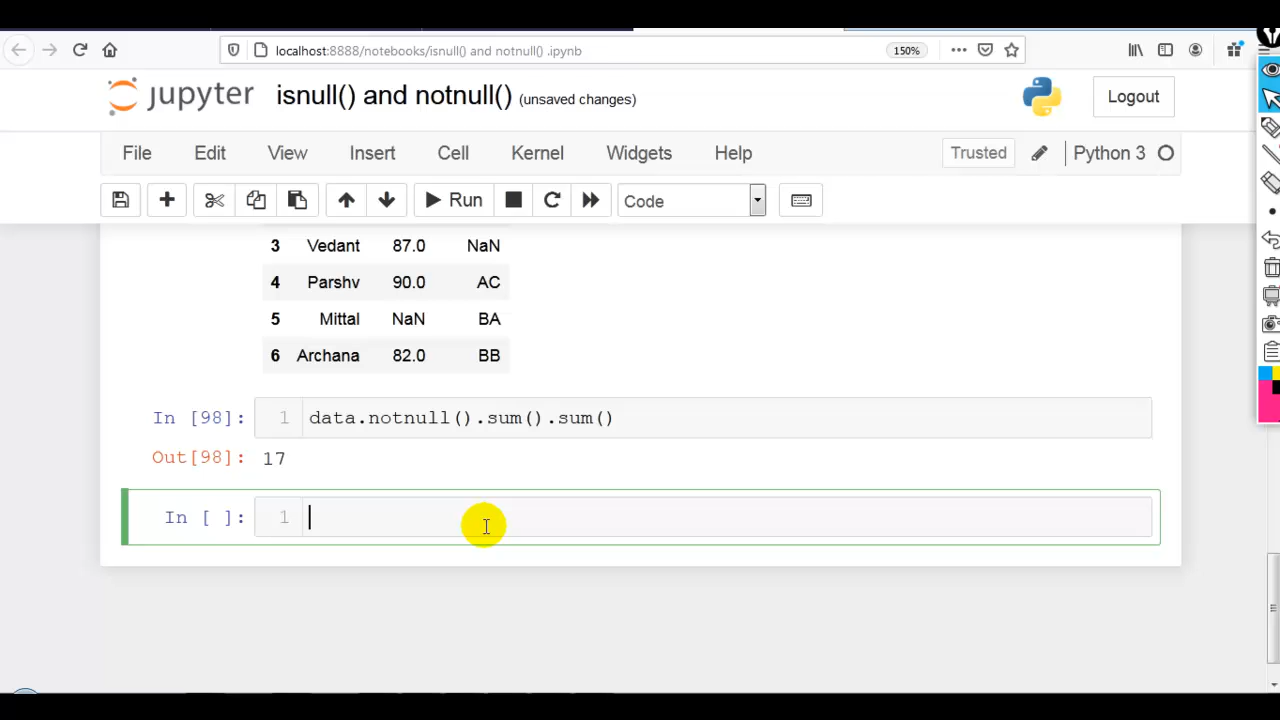 localhost:8888/notebooks/isnull() and notnull() .ipynb 150%
jupyter isnull() and notnull() (unsaved changes) Logout
File Edit View Insert Cell Kernel Widgets Help Trusted Python 3
Run Code
3 Vedant 87.0 NaN
4 Parshv 90.0 AC
5 Mittal NaN BA
6 Archana 82.0 BB
In [98]: 1 data.notnull().sum().sum()
Out[98]: 17
In [ ]: 1